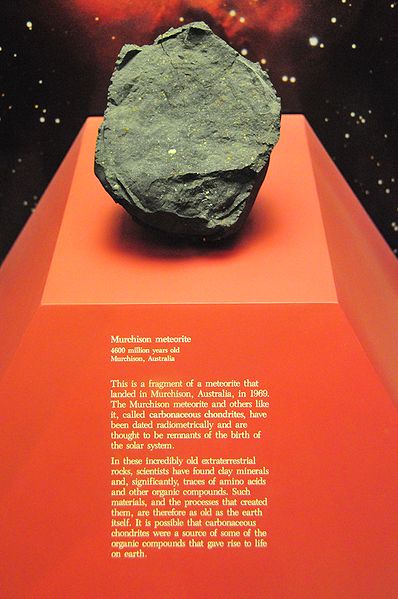 Murchison meteorite
4600 million years old
Murchison, Australia
This is a fragment of a meteorite that
landed in Murchison, Australia, in 1969.
The Murchison meteorite and others like
it, called carbonaceous chondrites, have
been dated radiometrically and are
thought to be remnants of the birth of
the solar system.
In these incredibly old extraterrestrial
rocks, scientists have found clay minerals
and, significantly, traces of amino acids
and other organic compounds. Such
materials, and the processes that created
them, are therefore as old as the earth
itself. It is possible that carbonaceous
chondrites were a source of some of the
organic compounds that gave rise to life
on earth.